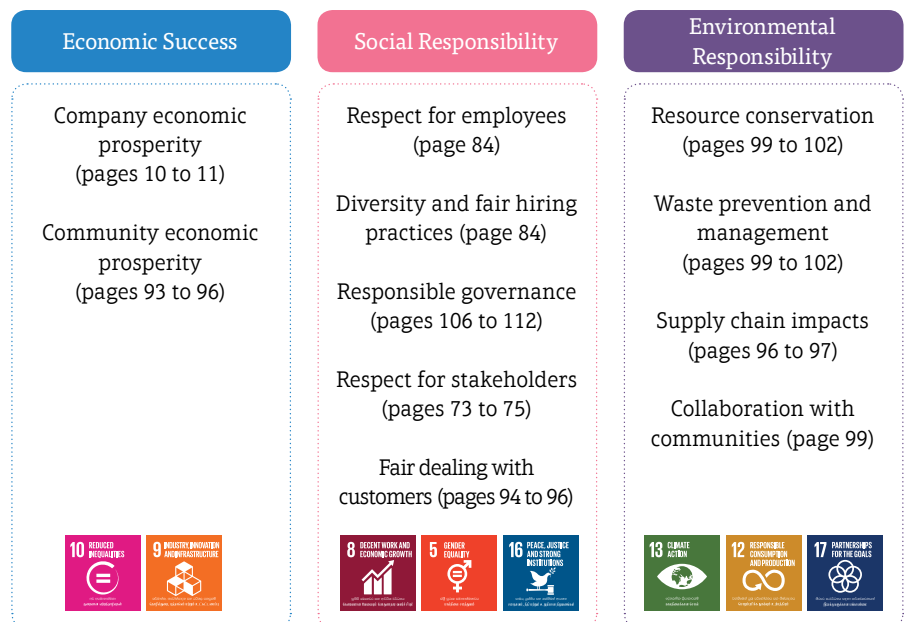 Economic Success
Company economic
prosperity
(pages 10 to 11)
Community economic
prosperity
(pages 93 to 96)
10 REDUCED
INEQUALITIES
9 INDUSTRY, INNOVATION
AND INFRASTRUCTURE
Social Responsibility
Respect for employees
(page 84)
Diversity and fair hiring
practices (page 84)
Responsible governance
(pages 106 to 112)
Respect for stakeholders
(pages 73 to 75)
Fair dealing with
customers (pages 94 to 96)
8 DECENT WORK AND
ECONOMIC GROWTH
5 GENDER
EQUALITY
16 PEACE, JUSTICE
AND STRONG
INSTITUTIONS
Environmental
Responsibility
Resource conservation
(pages 99 to 102)
Waste prevention and
management
(pages 99 to 102)
Supply chain impacts
(pages 96 to 97)
Collaboration with
communities (page 99)
13 CLIMATE
ACTION
12 RESPONSIBLE
CONSUMPTION
AND PRODUCTION
17 PARTNERSHIPS
FOR THE GOALS